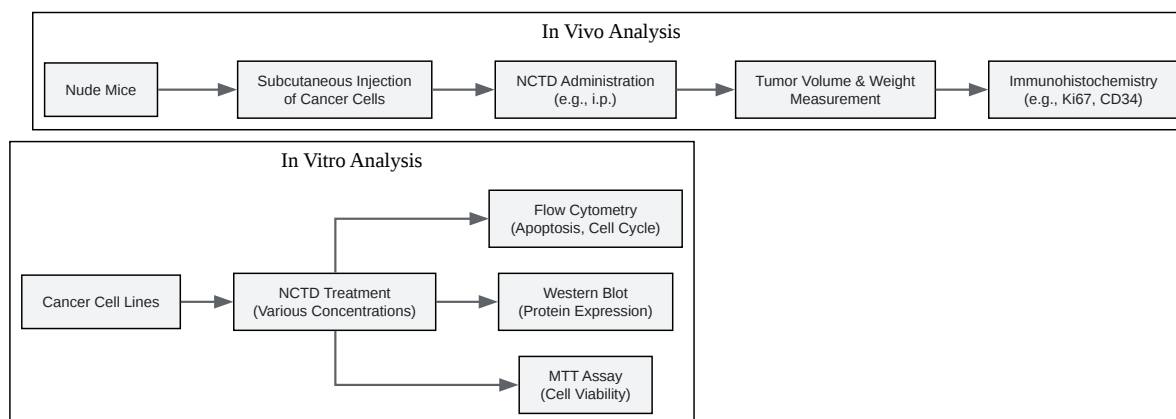 In Vivo Analysis
Nude Mice
Subcutaneous Injection
of Cancer Cells
NCTD Administration
(e.g., i.p.)
Tumor Volume & Weight
Measurement
Immunohistochemistry
(e.g., Ki67, CD34)
In Vitro Analysis
Cancer Cell Lines
NCTD Treatment
(Various Concentrations)
Flow Cytometry
(Apoptosis, Cell Cycle)
Western Blot
(Protein Expression)
MTT Assay
(Cell Viability)